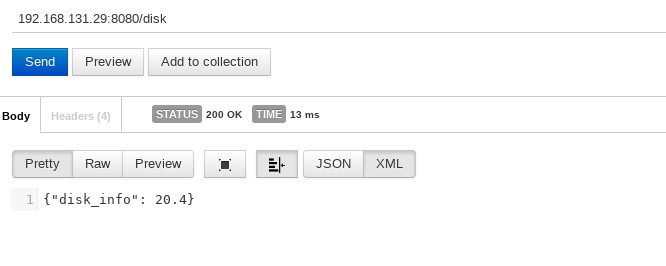 192.168.131.29:8080/disk
Send Preview Add to collection
Body Headers (4) STATUS 200 OK TIME 13 ms
Pretty Raw Preview JSON XML
1 {"disk_info": 20.4}